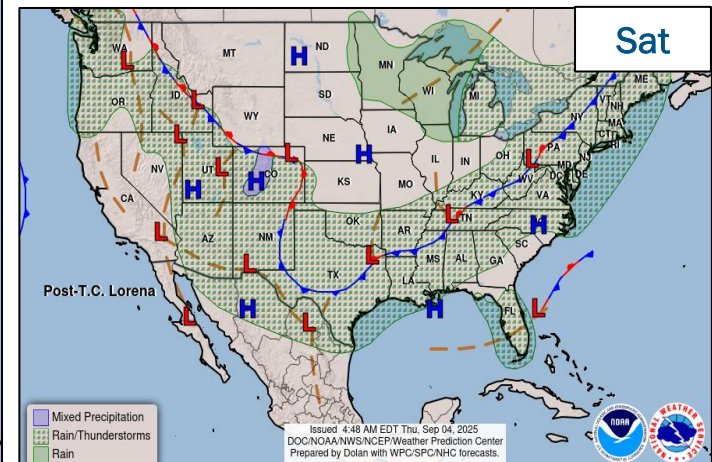 Sat
WA
MT
ND
MN
ME
OR
ID
SD
WI
MI
VT
NH
NY
MA
CT
RI
WY
IA
PA
NJ
NE
NV
UT
CO
IL
IN
OH
MD
DE
DC
WV
CA
KS
MO
KY
VA
OK
TN
AZ
NM
AR
SC
TX
MS
AL
GA
LA
FL
H
H
H
H
H
H
H
L
L
L
L
L
L
L
L
L
L
L
L
L
L
Post-T.C. Lorena
Mixed Precipitation
Rain/Thunderstorms
Rain
Issued 4:48 AM EDT Thu, Sep 04, 2025
DOC/NOAA/NWS/NCEP/Weather Prediction Center
Prepared by Dolan with WPC/SPC/NHC forecasts.
NOAA
NATIONAL WEATHER SERVICE